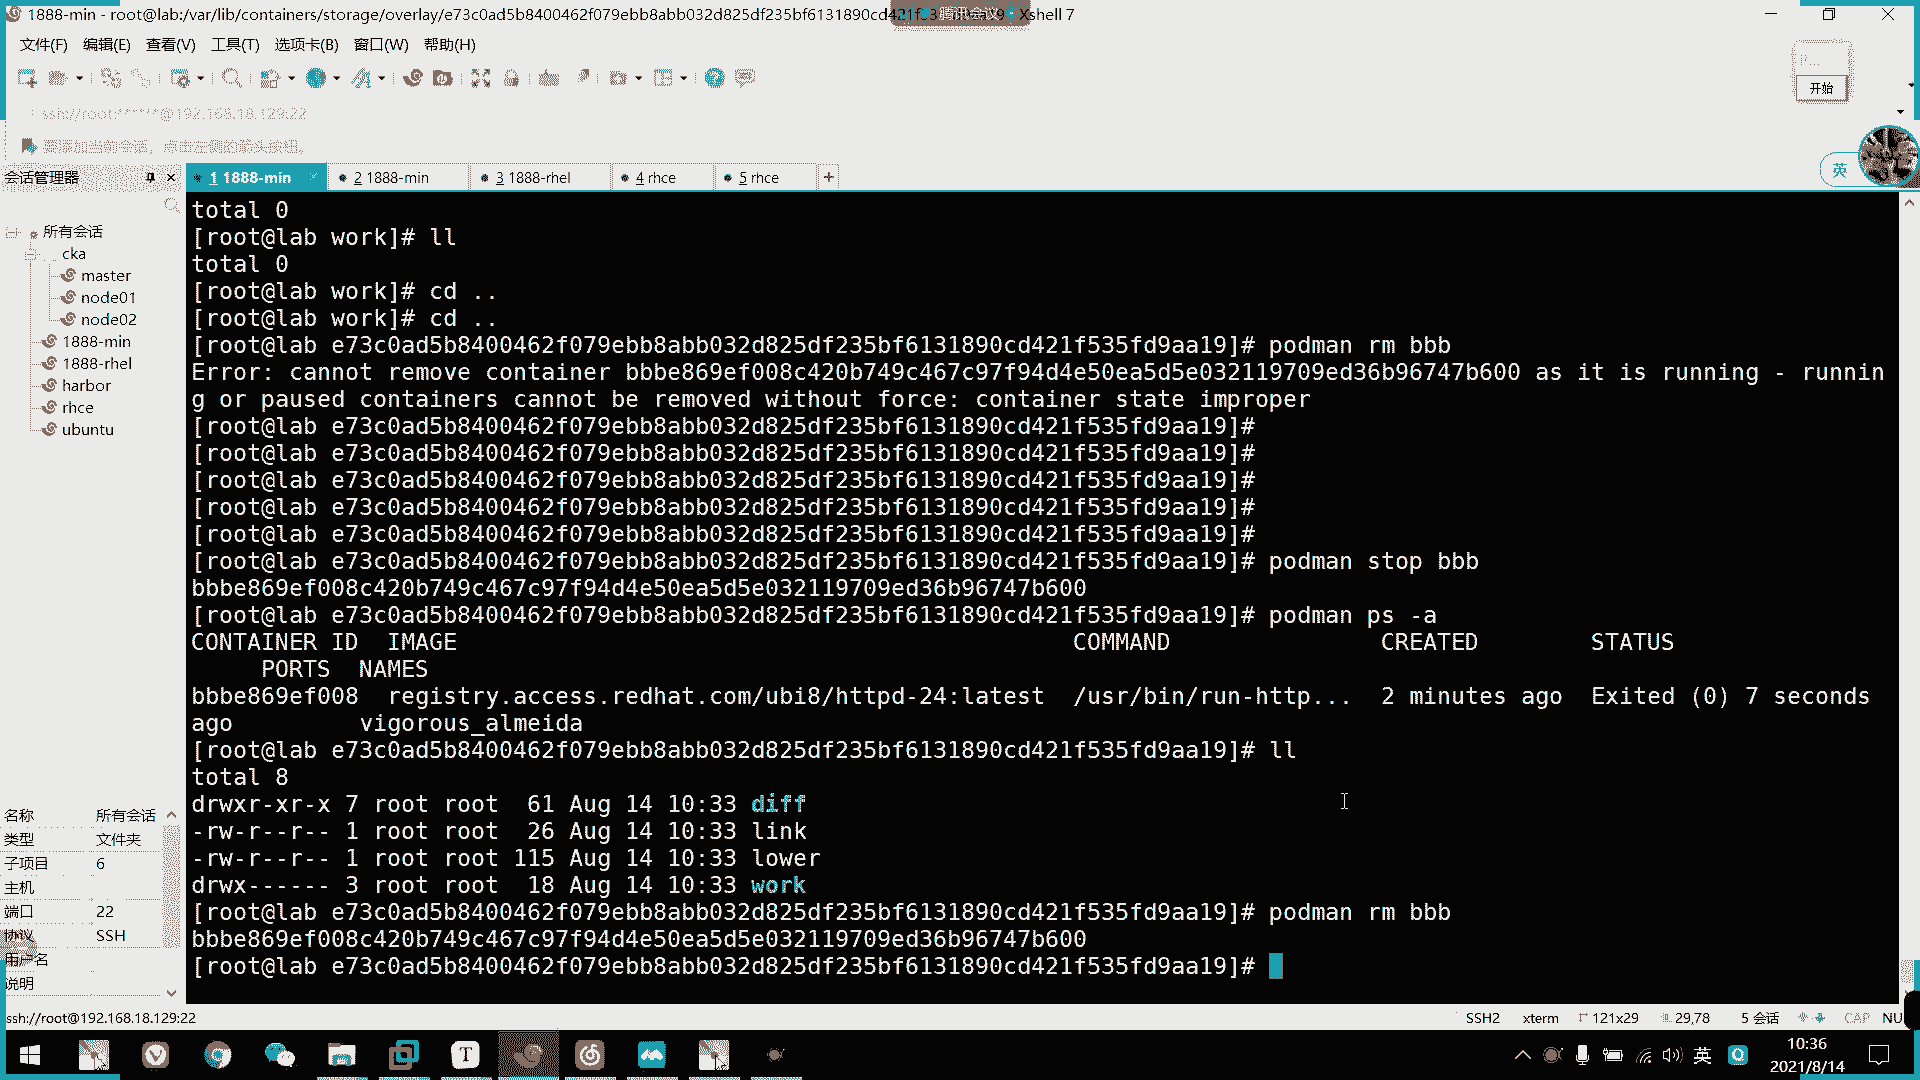 1888-min - root@lab:/var/lib/containers/storage/overlay/e73c0ad5b8400462f079ebb8abb032d825df235bf6131890cd421f
腾讯会议
Xshell 7
文件(F) 编辑(E) 查看(V) 工具(T) 选项卡(B) 窗口(W) 帮助(H)
开始
ssh://root:*****@192.168.18.129:22
要添加当前会话，点击左侧的箭头按钮。
会话管理器
1 1888-min
2 1888-min
3 1888-rhel
4 rhce
5 rhce
英
所有会话
cka
master
node01
node02
1888-min
1888-rhel
harbor
rhce
ubuntu
名称 所有会话
类型 文件夹
子项目 6
主机
端口 22
协议 SSH
用户名
说明
total 0
[root@lab work]# ll
total 0
[root@lab work]# cd ..
[root@lab work]# cd ..
[root@lab e73c0ad5b8400462f079ebb8abb032d825df235bf6131890cd421f535fd9aa19]# podman rm bbb
Error: cannot remove container bbbe869ef008c420b749c467c97f94d4e50ea5d5e032119709ed36b96747b600 as it is running - runnin
g or paused containers cannot be removed without force: container state improper
[root@lab e73c0ad5b8400462f079ebb8abb032d825df235bf6131890cd421f535fd9aa19]#
[root@lab e73c0ad5b8400462f079ebb8abb032d825df235bf6131890cd421f535fd9aa19]#
[root@lab e73c0ad5b8400462f079ebb8abb032d825df235bf6131890cd421f535fd9aa19]#
[root@lab e73c0ad5b8400462f079ebb8abb032d825df235bf6131890cd421f535fd9aa19]#
[root@lab e73c0ad5b8400462f079ebb8abb032d825df235bf6131890cd421f535fd9aa19]#
[root@lab e73c0ad5b8400462f079ebb8abb032d825df235bf6131890cd421f535fd9aa19]# podman stop bbb
bbbe869ef008c420b749c467c97f94d4e50ea5d5e032119709ed36b96747b600
[root@lab e73c0ad5b8400462f079ebb8abb032d825df235bf6131890cd421f535fd9aa19]# podman ps -a
CONTAINER ID IMAGE COMMAND CREATED STATUS
PORTS NAMES
bbbe869ef008 registry.access.redhat.com/ubi8/httpd-24:latest /usr/bin/run-http... 2 minutes ago Exited (0) 7 seconds
ago vigorous_almeida
[root@lab e73c0ad5b8400462f079ebb8abb032d825df235bf6131890cd421f535fd9aa19]# ll
total 8
drwxr-xr-x 7 root root 61 Aug 14 10:33 diff
-rw-r--r-- 1 root root 26 Aug 14 10:33 link
-rw-r--r-- 1 root root 115 Aug 14 10:33 lower
drwx------ 3 root root 18 Aug 14 10:33 work
[root@lab e73c0ad5b8400462f079ebb8abb032d825df235bf6131890cd421f535fd9aa19]# podman rm bbb
bbbe869ef008c420b749c467c97f94d4e50ea5d5e032119709ed36b96747b600
[root@lab e73c0ad5b8400462f079ebb8abb032d825df235bf6131890cd421f535fd9aa19]#
ssh://root@192.168.18.129:22
SSH2 xterm 121x29 29,78 5 会话 CAP NU
英
10:36
2021/8/14